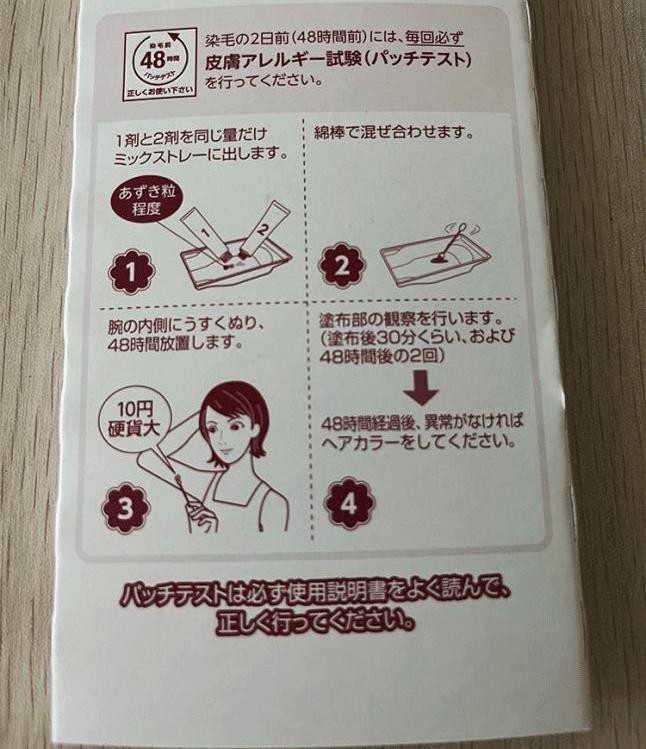 染毛前
48時間
パッチテスト
正しくお使い下さい
染毛の2日前(48時間前)には、毎回必ず
皮膚アレルギー試験(パッチテスト)
を行ってください。
1剤と2剤を同じ量だけ
ミックストレーに出します。
あずき粒
程度
1
2
1
綿棒で混ぜ合わせます。
2
腕の内側にうすくぬり、
48時間放置します。
10円
硬貨大
3
塗布部の観察を行います。
(塗布後30分くらい、および
48時間後の2回)
48時間経過後、異常がなければ
ヘアカラーをしてください。
4
パッチテストは必ず使用説明書をよく読んで、
正しく行ってください。